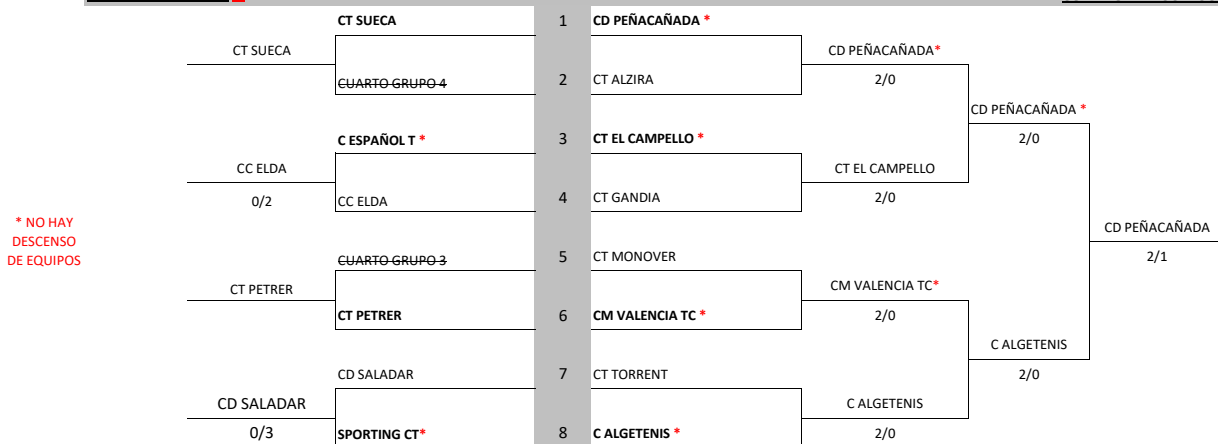 CT SUECA 1 CD PEÑACAÑADA *
CT SUECA CD PEÑACAÑADA*
CUARTO GRUPO 4 2 CT ALZIRA 2/0
CD PEÑACAÑADA *
C ESPAÑOL T * 3 CT EL CAMPELLO * 2/0
CC ELDA CT EL CAMPELLO
0/2 CC ELDA 4 CT GANDIA 2/0
* NO HAY
DESCENSO
DE EQUIPOS
CD PEÑACAÑADA
CUARTO GRUPO 3 5 CT MONOVER 2/1
CT PETRER CM VALENCIA TC*
CT PETRER 6 CM VALENCIA TC * 2/0
C ALGETENIS
CD SALADAR 7 CT TORRENT 2/0
CD SALADAR C ALGETENIS
0/3 SPORTING CT* 8 C ALGETENIS * 2/0